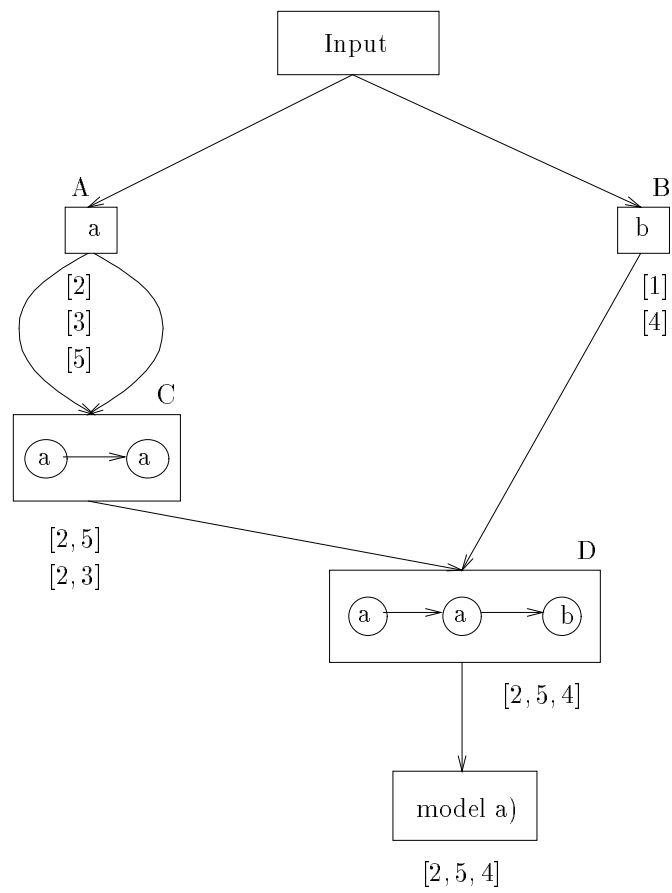 Input
A
B
a
b
[2]
[3]
[5]
[1]
[4]
C
a a
[2, 5]
[2, 3]
D
a a b
[2, 5, 4]
model a)
[2, 5, 4]